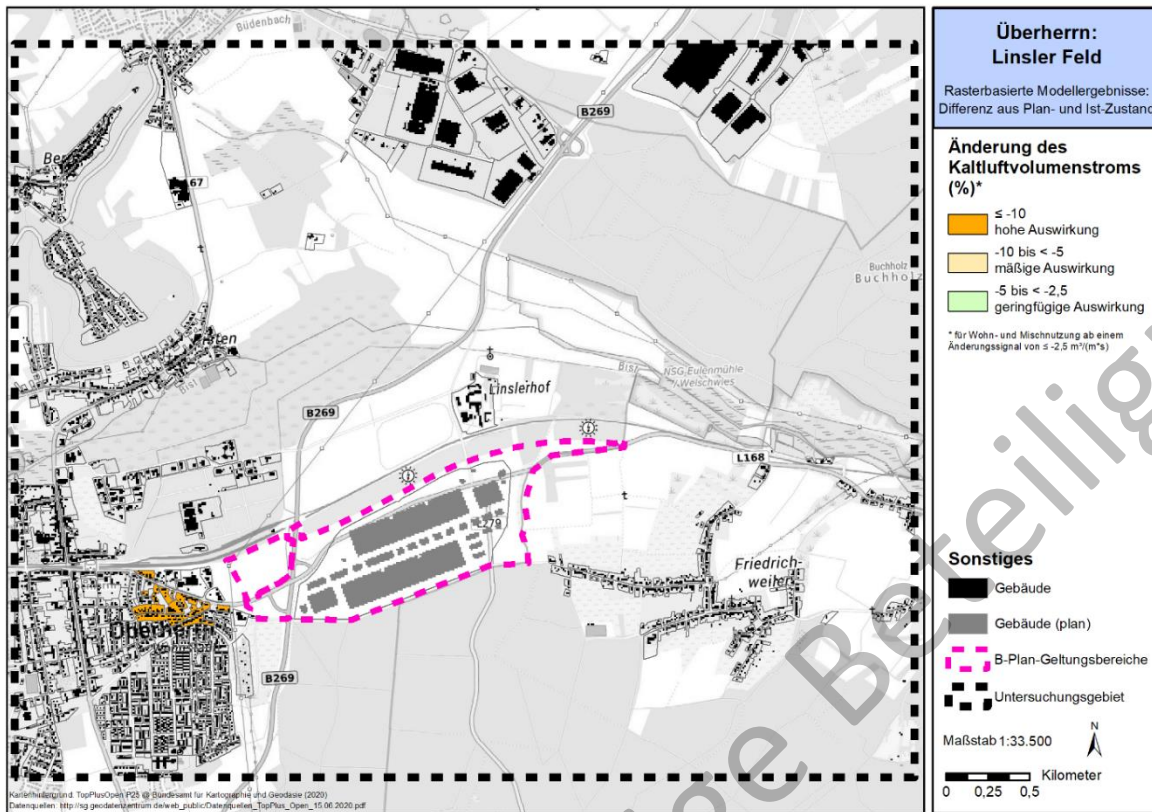 Büdenbach
B269
67
Linslerhof
B269
Buchholz
Buchholz
Bist
NSG Eulenmühle
/Welschwies
L168
Friedrich-
weiler
Überherrn
B269
Kartenhintergrund: TopPlusOpen P25 © Bundesamt für Kartographie und Geodäsie (2020)
Datenquellen: http://sg.geodatenzentrum.de/web_public/Datenquellen_TopPlus_Open_15.06.2020.pdf
Überherrn:
Linsler Feld
Rasterbasierte Modellergebnisse:
Differenz aus Plan- und Ist-Zustand
Änderung des
Kaltluftvolumenstroms
(%)*
≤ -10
hohe Auswirkung
-10 bis < -5
mäßige Auswirkung
-5 bis < -2,5
geringfügige Auswirkung
* für Wohn- und Mischnutzung ab einem
Änderungssignal von ≤ -2,5 m³/(m*s)
Sonstiges
Gebäude
Gebäude (plan)
B-Plan-Geltungsbereiche
Untersuchungsgebiet
Maßstab 1:33.500
N
Kilometer
0 0,25 0,5